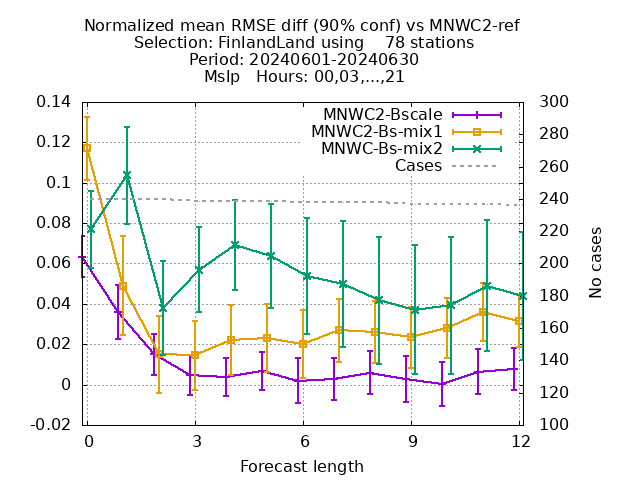 Normalized mean RMSE diff (90% conf) vs MNWC2-ref
Selection: FinlandLand using    78 stations
Period: 20240601-20240630
Mslp   Hours: 00,03,...,21
0.14
0.12
0.1
0.08
0.06
0.04
0.02
0
-0.02
MNWC2-Bscale
MNWC2-Bs-mix1
MNWC-Bs-mix2
Cases
300
280
260
240
220
200
180
160
140
120
100
No cases
0 3 6 9 12
Forecast length